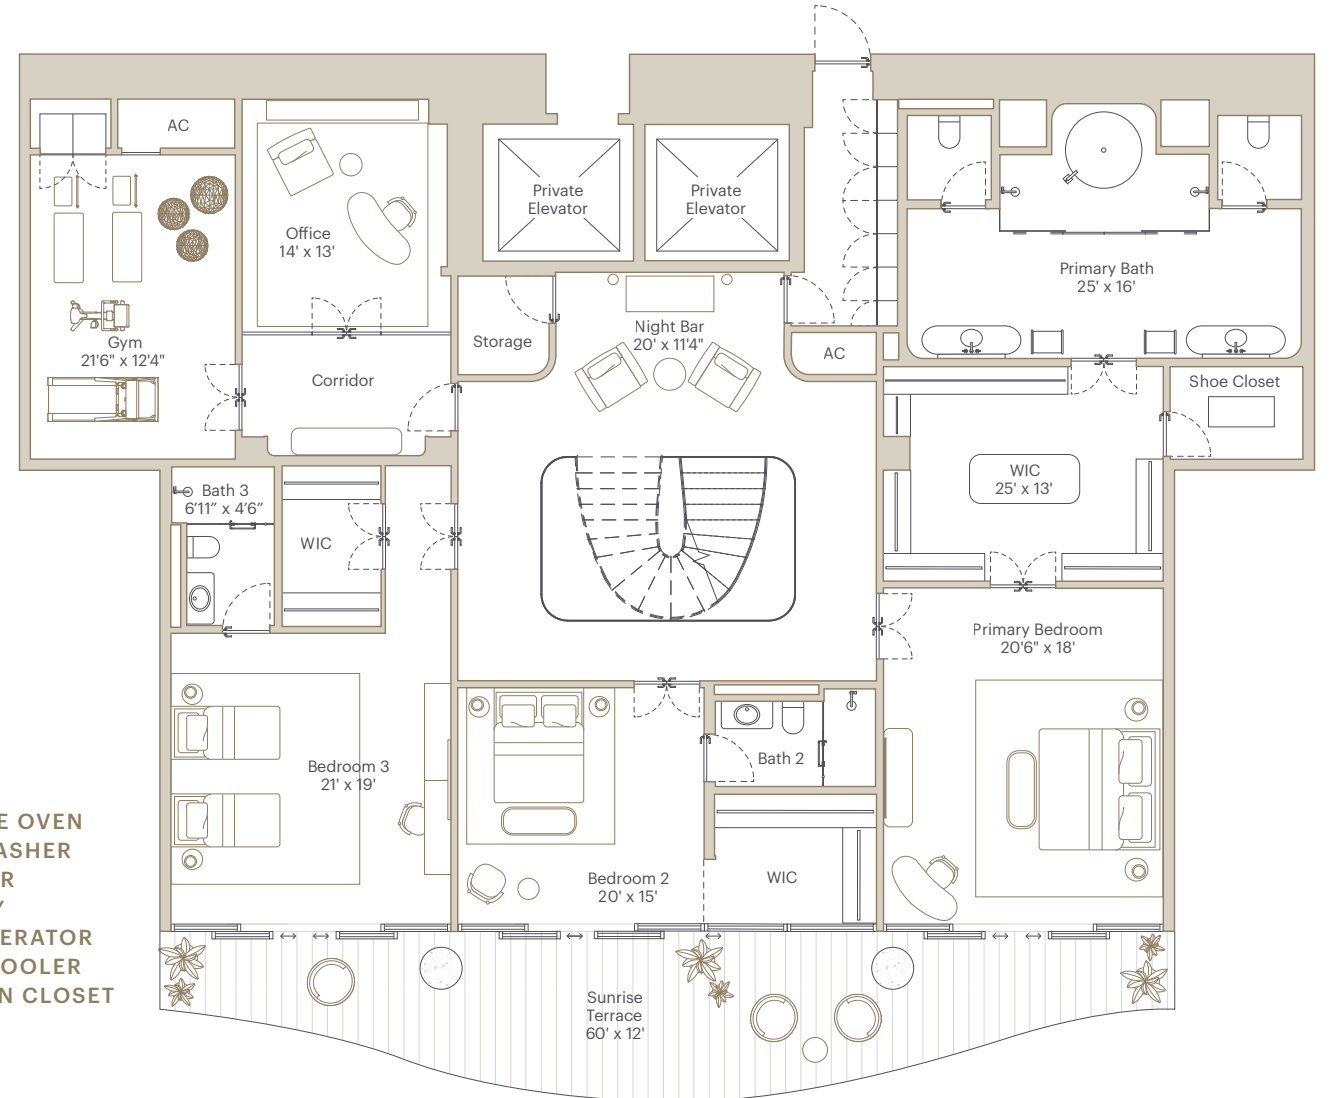 AC
Private
Elevator
Private
Elevator
Office
14' x 13'
Primary Bath
25' x 16'
Gym
21'6" x 12'4"
Storage
Night Bar
20' x 11'4"
AC
Corridor
Shoe Closet
WIC
25' x 13'
Bath 3
6'11” x 4'6”
WIC
Primary Bedroom
20'6" x 18'
Bedroom 3
21' x 19'
Bath 2
Bedroom 2
20' x 15'
WIC
E OVEN
ASHER
R
Y
ERATOR
OOLER
N CLOSET
Sunrise
Terrace
60' x 12'